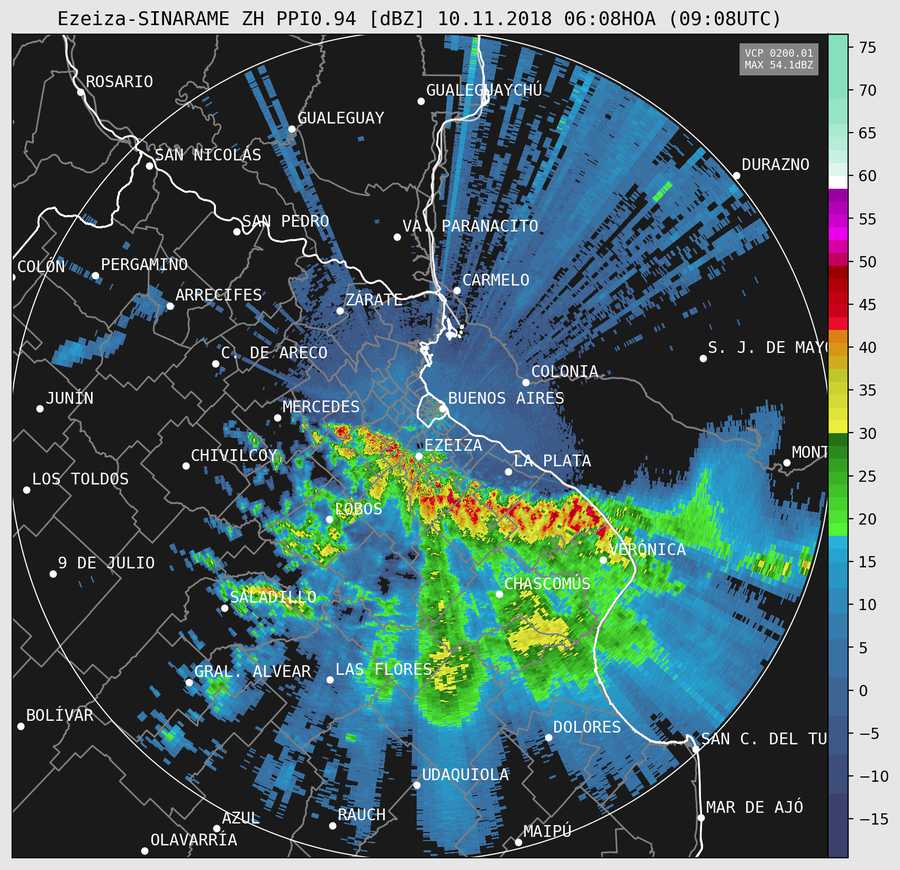 Ezeiza-SINARAME ZH PPI0.94 [dBZ] 10.11.2018 06:08HOA (09:08UTC)
VCP 0200.01
MAX 54.1dBZ
75
70
65
60
55
50
45
40
35
30
25
20
15
10
5
0
−5
−10
−15
ROSARIO
GUALEGUAYCHÚ
GUALEGUAY
SAN NICOLÁS
DURAZNO
SAN PEDRO
VA. PARANACITO
COLÓN
PERGAMINO
ARRECIFES
CARMELO
ZÁRATE
C. DE ARECO
S. J. DE MAYO
COLONIA
JUNÍN
MERCEDES
BUENOS AIRES
EZEIZA
CHIVILCOY
LA PLATA
MONT
LOS TOLDOS
LOBOS
VERÓNICA
9 DE JULIO
CHASCOMÚS
SALADILLO
GRAL. ALVEAR
LAS FLORES
BOLÍVAR
DOLORES
SAN C. DEL TU
UDAQUIOLA
MAR DE AJÓ
AZUL
RAUCH
OLAVARRÍA
MAIPÚ